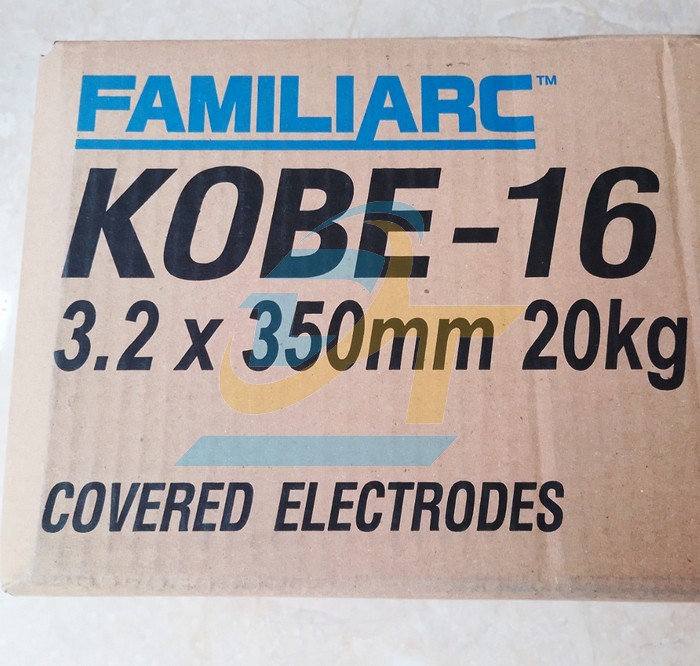 FAMILIARC™
KOBE-16
3.2 x 350mm 20kg
COVERED ELECTRODES